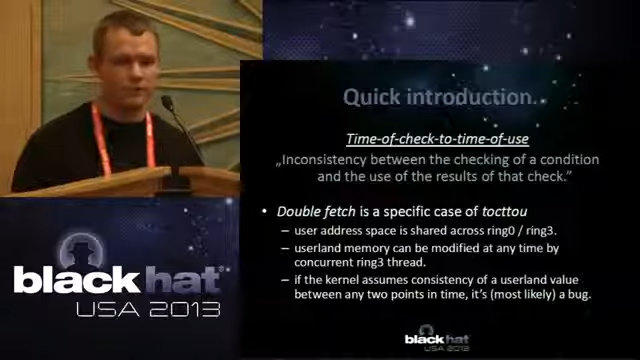 Quick introduction..
Time-of-check-to-time-of-use
„Inconsistency between the checking of a condition
and the use of the results of that check.”
• Double fetch is a specific case of tocttou
– user address space is shared across ring0 / ring3.
– userland memory can be modified at any time by
concurrent ring3 thread.
– if the kernel assumes consistency of a userland value
between any two points in time, it's (most likely) a bug.
black hat®
USA 2013
black hat®
USA 2013